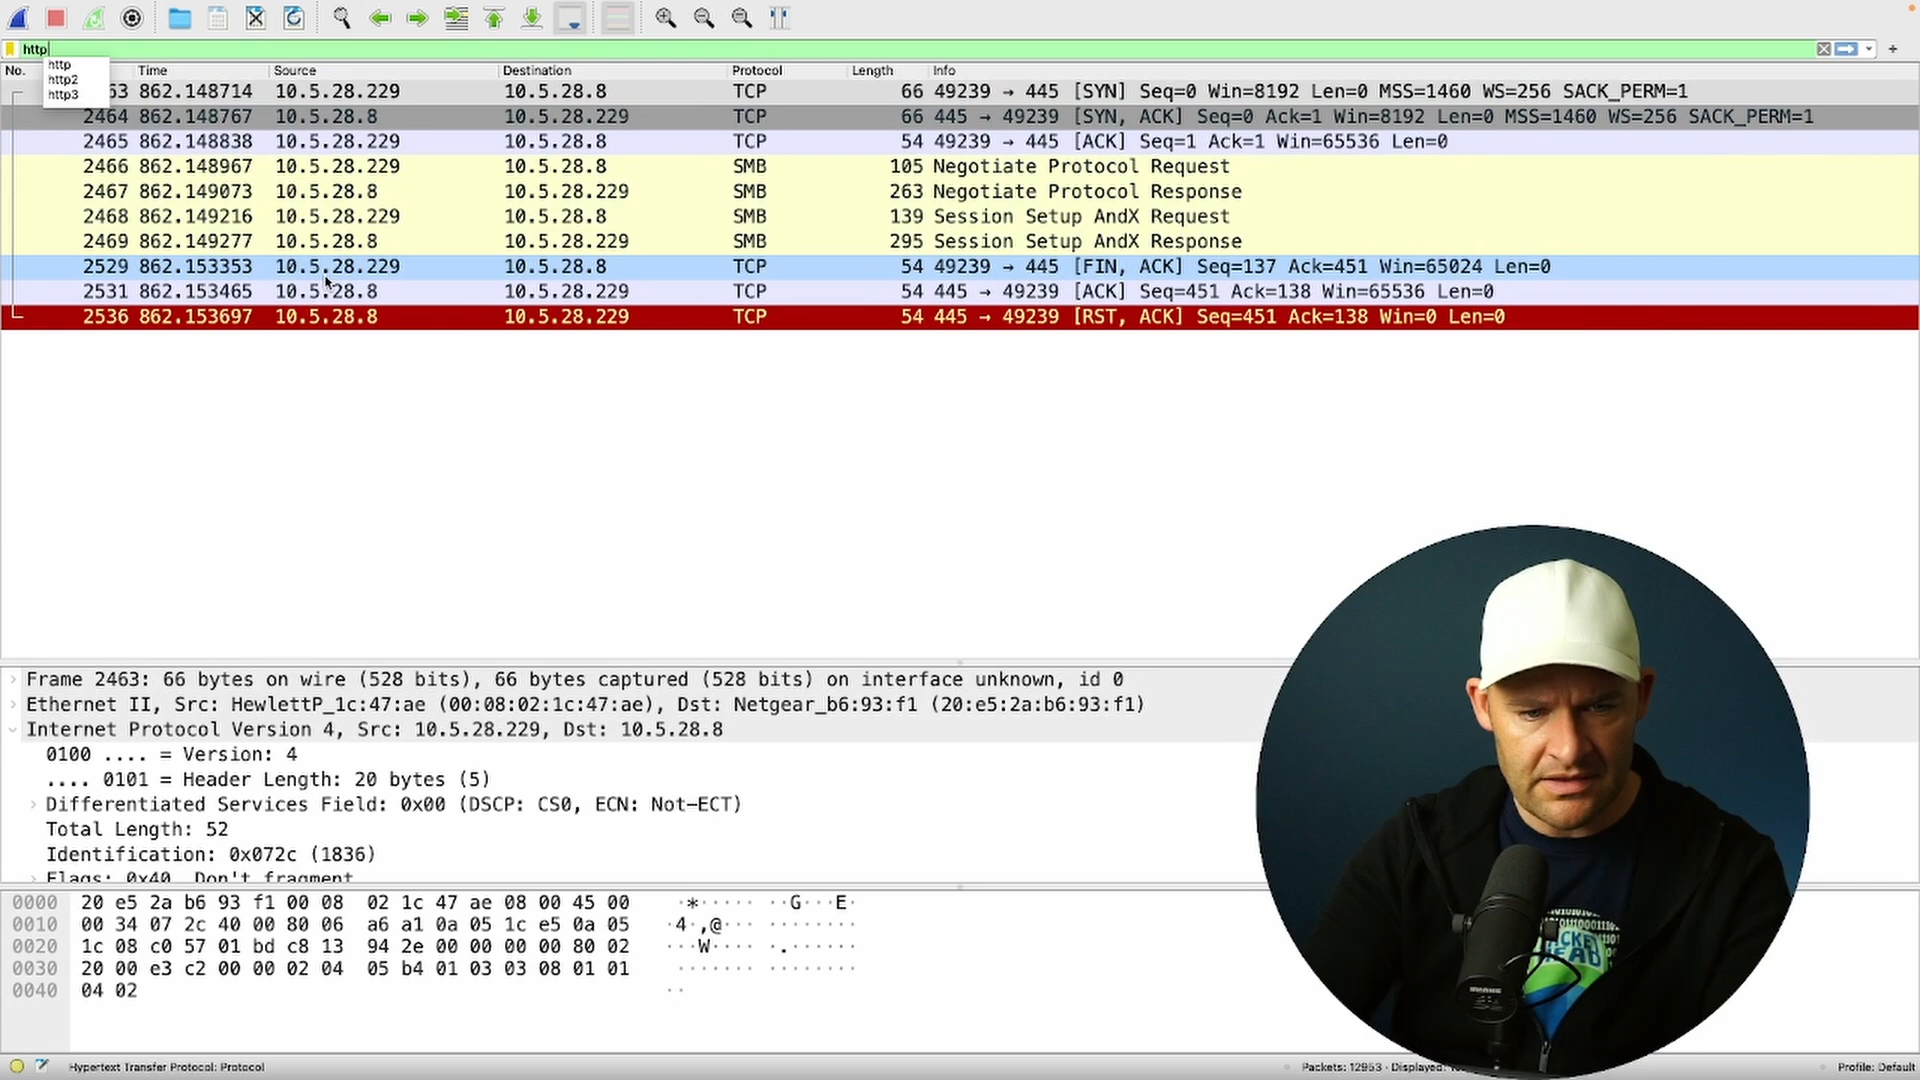 http
http
http2
http3
No. Time Source Destination Protocol Length Info
63 862.148714 10.5.28.229 10.5.28.8 TCP 66 49239 → 445 [SYN] Seq=0 Win=8192 Len=0 MSS=1460 WS=256 SACK_PERM=1
2464 862.148767 10.5.28.8 10.5.28.229 TCP 66 445 → 49239 [SYN, ACK] Seq=0 Ack=1 Win=8192 Len=0 MSS=1460 WS=256 SACK_PERM=1
2465 862.148838 10.5.28.229 10.5.28.8 TCP 54 49239 → 445 [ACK] Seq=1 Ack=1 Win=65536 Len=0
2466 862.148967 10.5.28.229 10.5.28.8 SMB 105 Negotiate Protocol Request
2467 862.149073 10.5.28.8 10.5.28.229 SMB 263 Negotiate Protocol Response
2468 862.149216 10.5.28.229 10.5.28.8 SMB 139 Session Setup AndX Request
2469 862.149277 10.5.28.8 10.5.28.229 SMB 295 Session Setup AndX Response
2529 862.153353 10.5.28.229 10.5.28.8 TCP 54 49239 → 445 [FIN, ACK] Seq=137 Ack=451 Win=65024 Len=0
2531 862.153465 10.5.28.8 10.5.28.229 TCP 54 445 → 49239 [ACK] Seq=451 Ack=138 Win=65536 Len=0
2536 862.153697 10.5.28.8 10.5.28.229 TCP 54 445 → 49239 [RST, ACK] Seq=451 Ack=138 Win=0 Len=0
Frame 2463: 66 bytes on wire (528 bits), 66 bytes captured (528 bits) on interface unknown, id 0
Ethernet II, Src: HewlettP_1c:47:ae (00:08:02:1c:47:ae), Dst: Netgear_b6:93:f1 (20:e5:2a:b6:93:f1)
Internet Protocol Version 4, Src: 10.5.28.229, Dst: 10.5.28.8
0100 .... = Version: 4
.... 0101 = Header Length: 20 bytes (5)
Differentiated Services Field: 0x00 (DSCP: CS0, ECN: Not-ECT)
Total Length: 52
Identification: 0x072c (1836)
Flags: 0x40, Don't fragment
0000 20 e5 2a b6 93 f1 00 08 02 1c 47 ae 08 00 45 00 ·*····· ··G···E·
0010 00 34 07 2c 40 00 80 06 a6 a1 0a 05 1c e5 0a 05 ·4·,@··· ········
0020 1c 08 c0 57 01 bd c8 13 94 2e 00 00 00 00 80 02 ···W···· ·.······
0030 20 00 e3 c2 00 00 02 04 05 b4 01 03 03 08 01 01 ······· ········
0040 04 02 ··
HEAD
Hypertext Transfer Protocol: Protocol Packets: 12953 · Displayed: Profile: Default